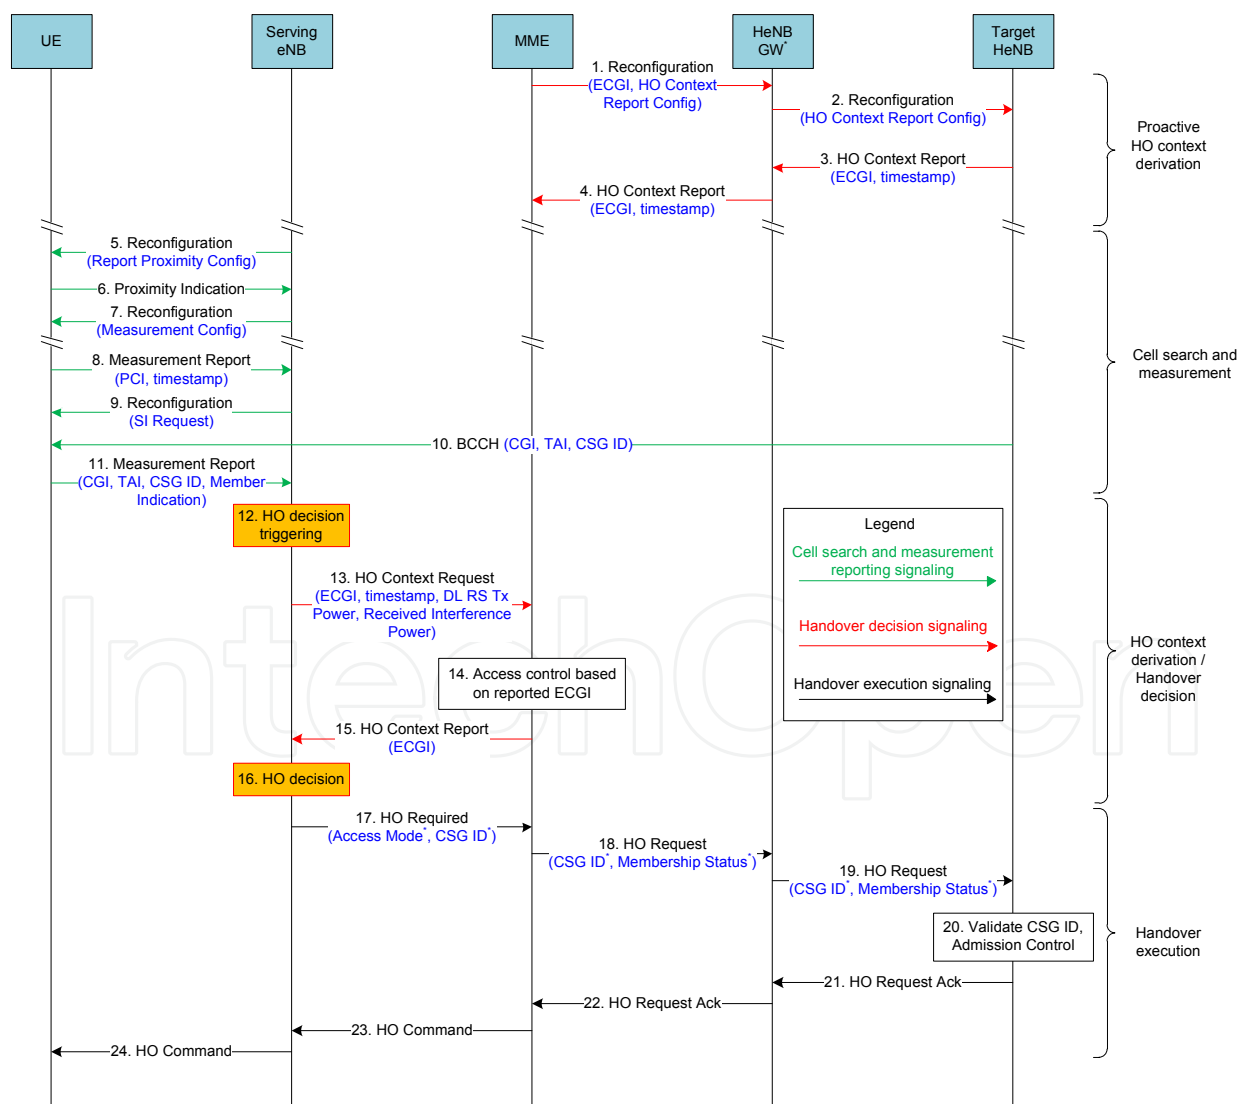 UE
Serving
eNB
MME
HeNB
GW*
Target
HeNB
1. Reconfiguration
(ECGI, HO Context
Report Config)
2. Reconfiguration
(HO Context Report Config)
3. HO Context Report
(ECGI, timestamp)
4. HO Context Report
(ECGI, timestamp)
Proactive
HO context
derivation
5. Reconfiguration
(Report Proximity Config)
6. Proximity Indication
7. Reconfiguration
(Measurement Config)
8. Measurement Report
(PCI, timestamp)
9. Reconfiguration
(SI Request)
10. BCCH (CGI, TAI, CSG ID)
11. Measurement Report
(CGI, TAI, CSG ID, Member
Indication)
Cell search and
measurement
12. HO decision
triggering
13. HO Context Request
(ECGI, timestamp, DL RS Tx
Power, Received Interference
Power)
14. Access control based
on reported ECGI
15. HO Context Report
(ECGI)
16. HO decision
Legend
Cell search and measurement
reporting signaling
Handover decision signaling
Handover execution signaling
HO context
derivation /
Handover
decision
17. HO Required
(Access Mode*, CSG ID*)
18. HO Request
(CSG ID*, Membership Status*)
19. HO Request
(CSG ID*, Membership Status*)
20. Validate CSG ID,
Admission Control
21. HO Request Ack
22. HO Request Ack
23. HO Command
24. HO Command
Handover
execution
IntechOpen